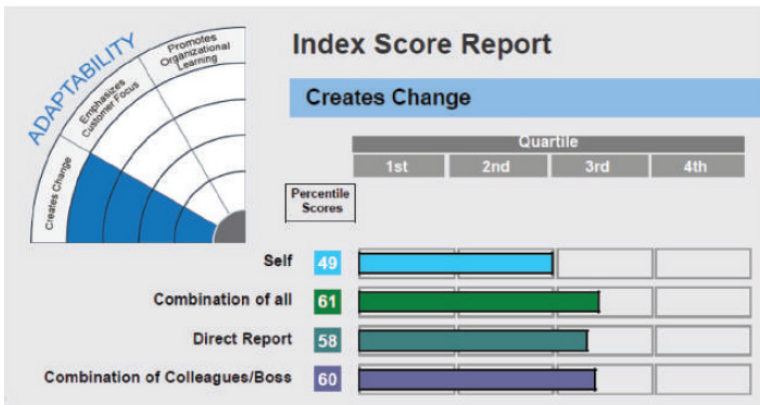 ADAPTABILITY
Promotes
Organizational
Learning
Emphasizes
Customer Focus
Creates Change
Index Score Report
Creates Change
Quartile
1st 2nd 3rd 4th
Percentile
Scores
Self 49
Combination of all 61
Direct Report 58
Combination of Colleagues/Boss 60